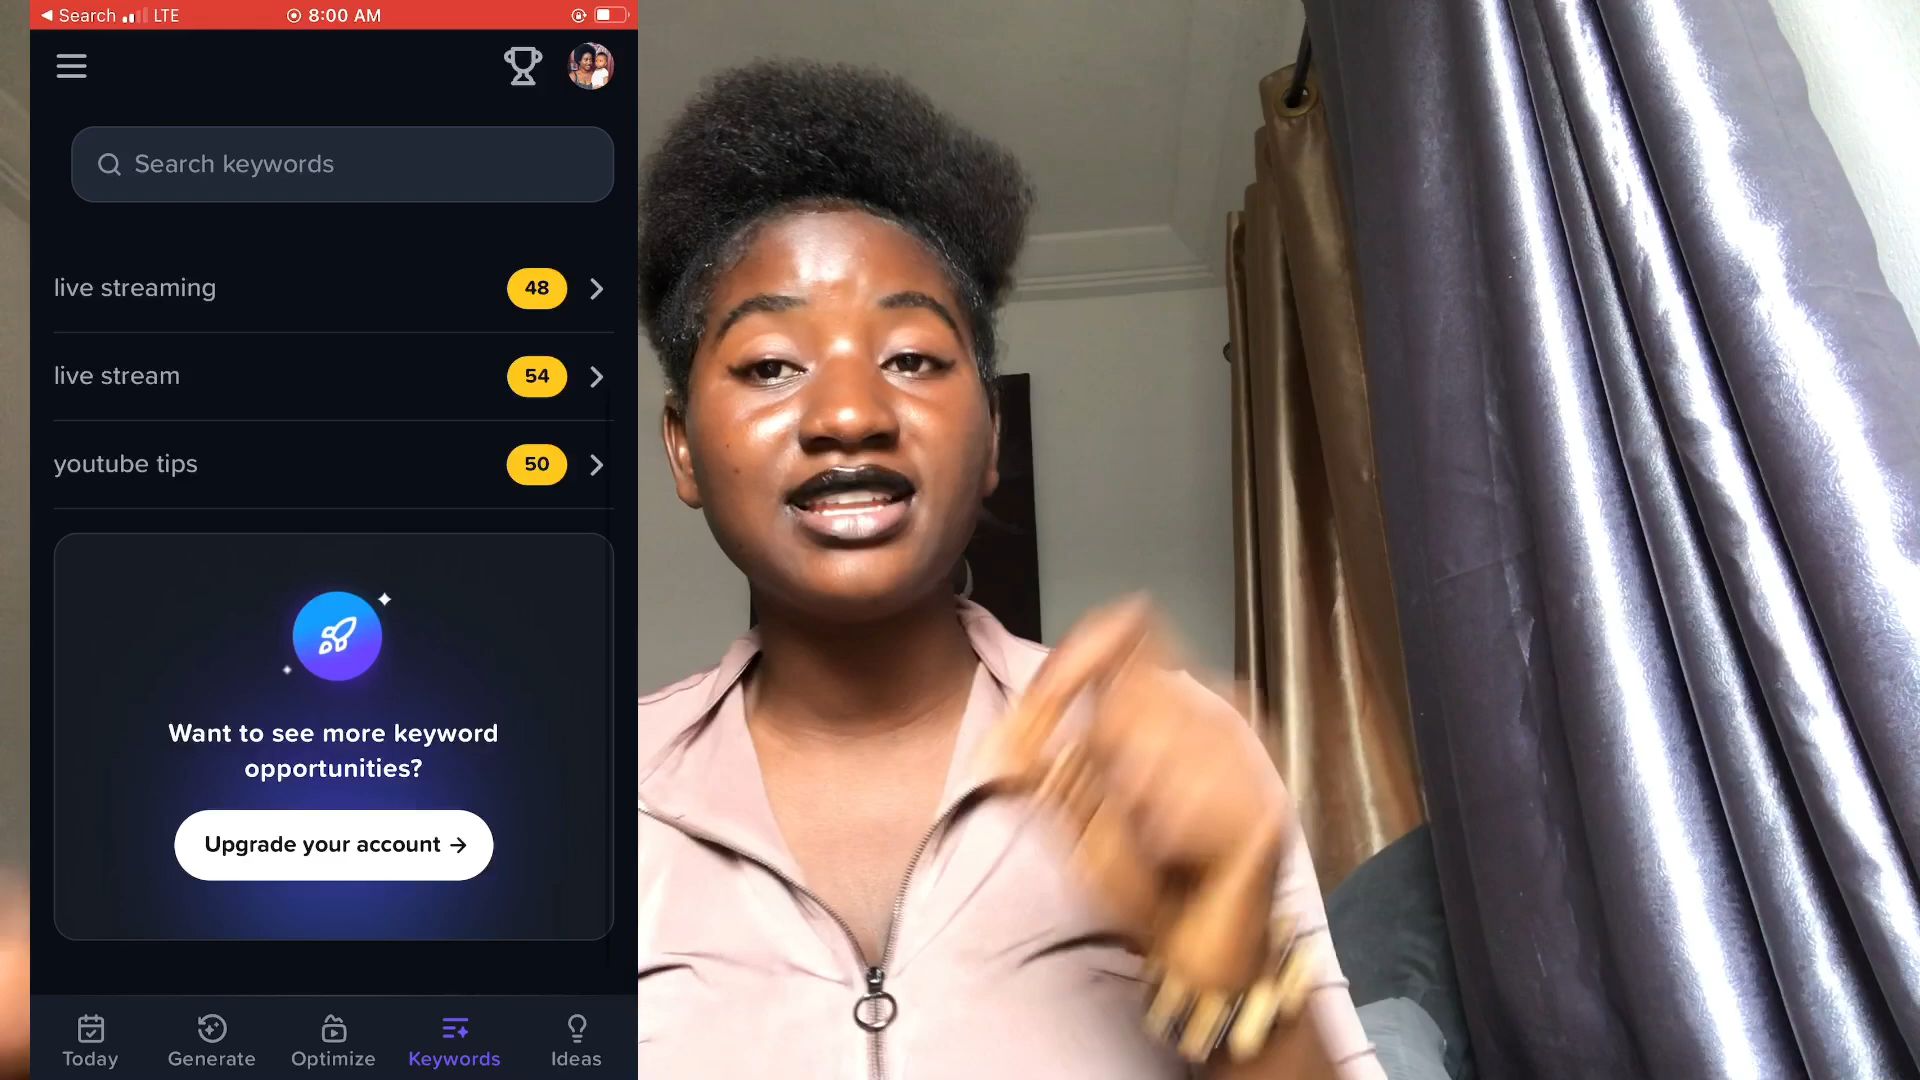 Search LTE 8:00 AM
Search keywords
live streaming 48
live stream 54
youtube tips 50
Want to see more keyword
opportunities?
Upgrade your account →
Today Generate Optimize Keywords Ideas